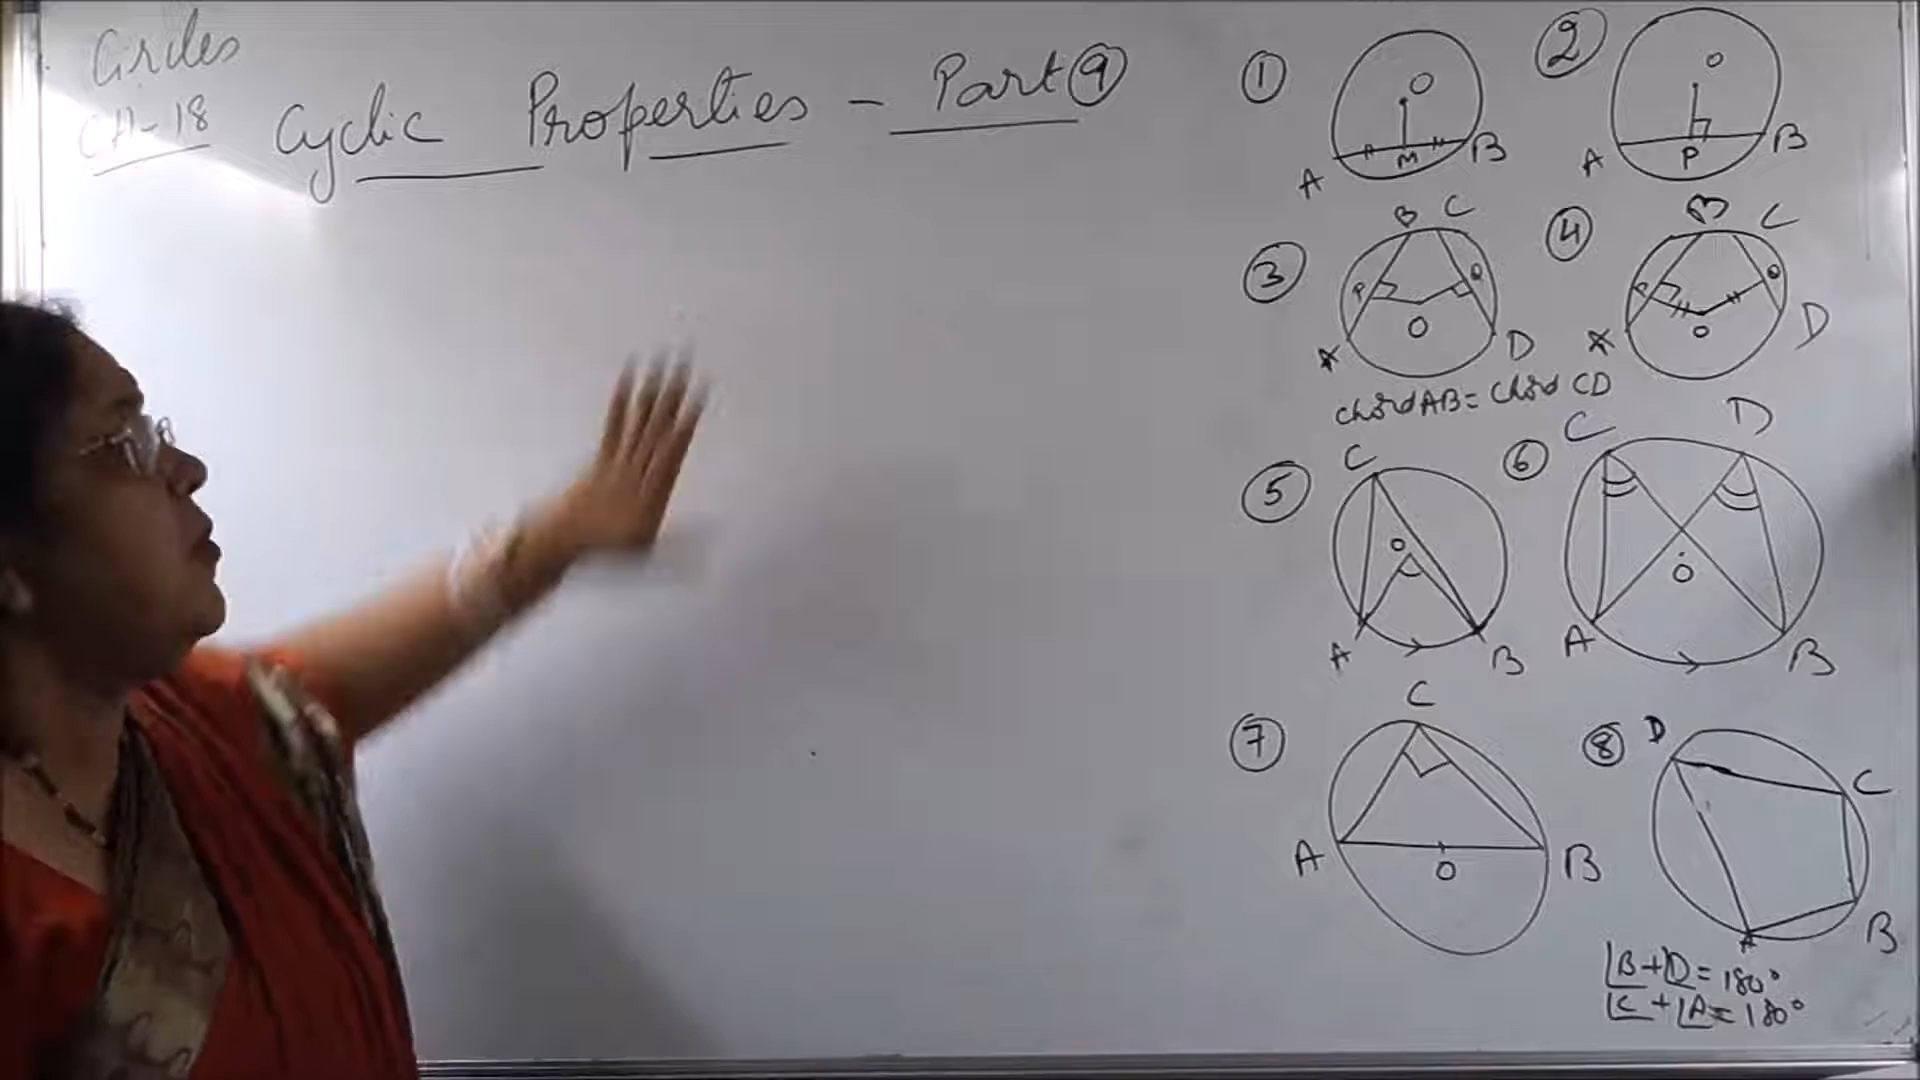 Circles
CH-18
Cyclic Properties - Part 9
1
O
A M B
2
O
A P B
3
B C
P Q
O
A D
chord AB = chord CD
4
B C
Q
O
A D
5
C
O
A B
6
C D
O
A B
7
C
A O B
8
D
C
A B
∠B+∠D=180°
∠C+∠A=180°